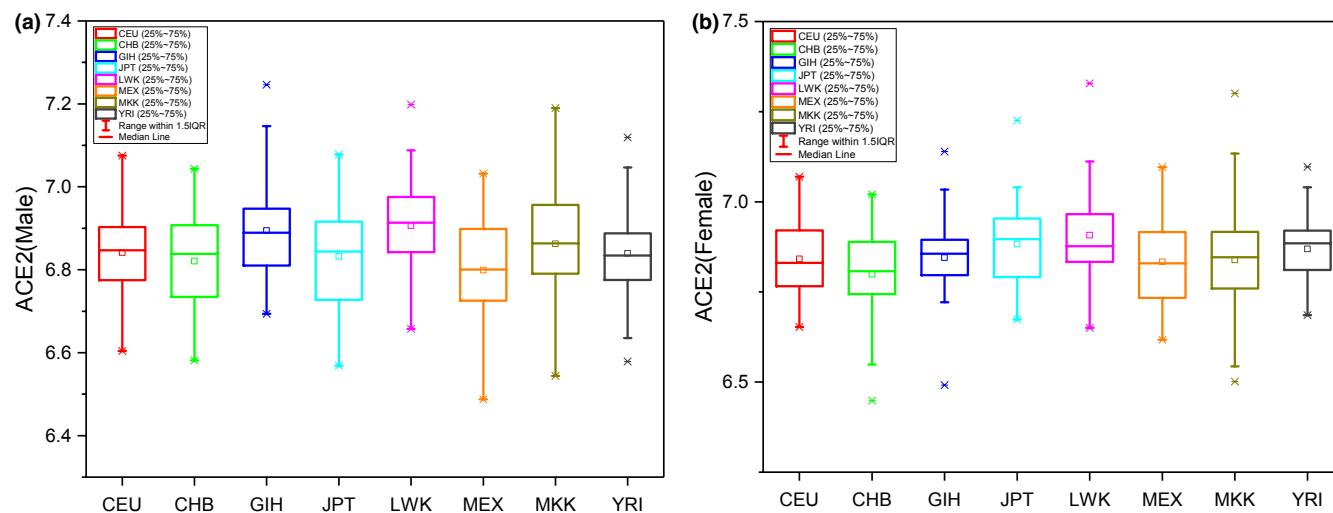 (a)
7.4
7.2
7.0
6.8
6.6
6.4
ACE2(Male)
CEU (25%~75%)
CHB (25%~75%)
GIH (25%~75%)
JPT (25%~75%)
LWK (25%~75%)
MEX (25%~75%)
MKK (25%~75%)
YRI (25%~75%)
Range within 1.5IQR
Median Line
CEU CHB GIH JPT LWK MEX MKK YRI
(b)
7.5
7.0
6.5
ACE2(Female)
CEU (25%~75%)
CHB (25%~75%)
GIH (25%~75%)
JPT (25%~75%)
LWK (25%~75%)
MEX (25%~75%)
MKK (25%~75%)
YRI (25%~75%)
Range within 1.5IQR
Median Line
CEU CHB GIH JPT LWK MEX MKK YRI